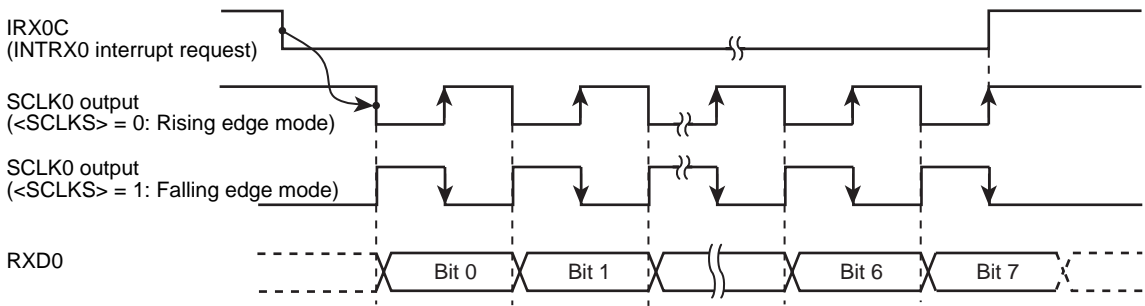 IRX0C
(INTRX0 interrupt request)
SCLK0 output
(<SCLKS> = 0: Rising edge mode)
SCLK0 output
(<SCLKS> = 1: Falling edge mode)
RXD0
Bit 0
Bit 1
Bit 6
Bit 7